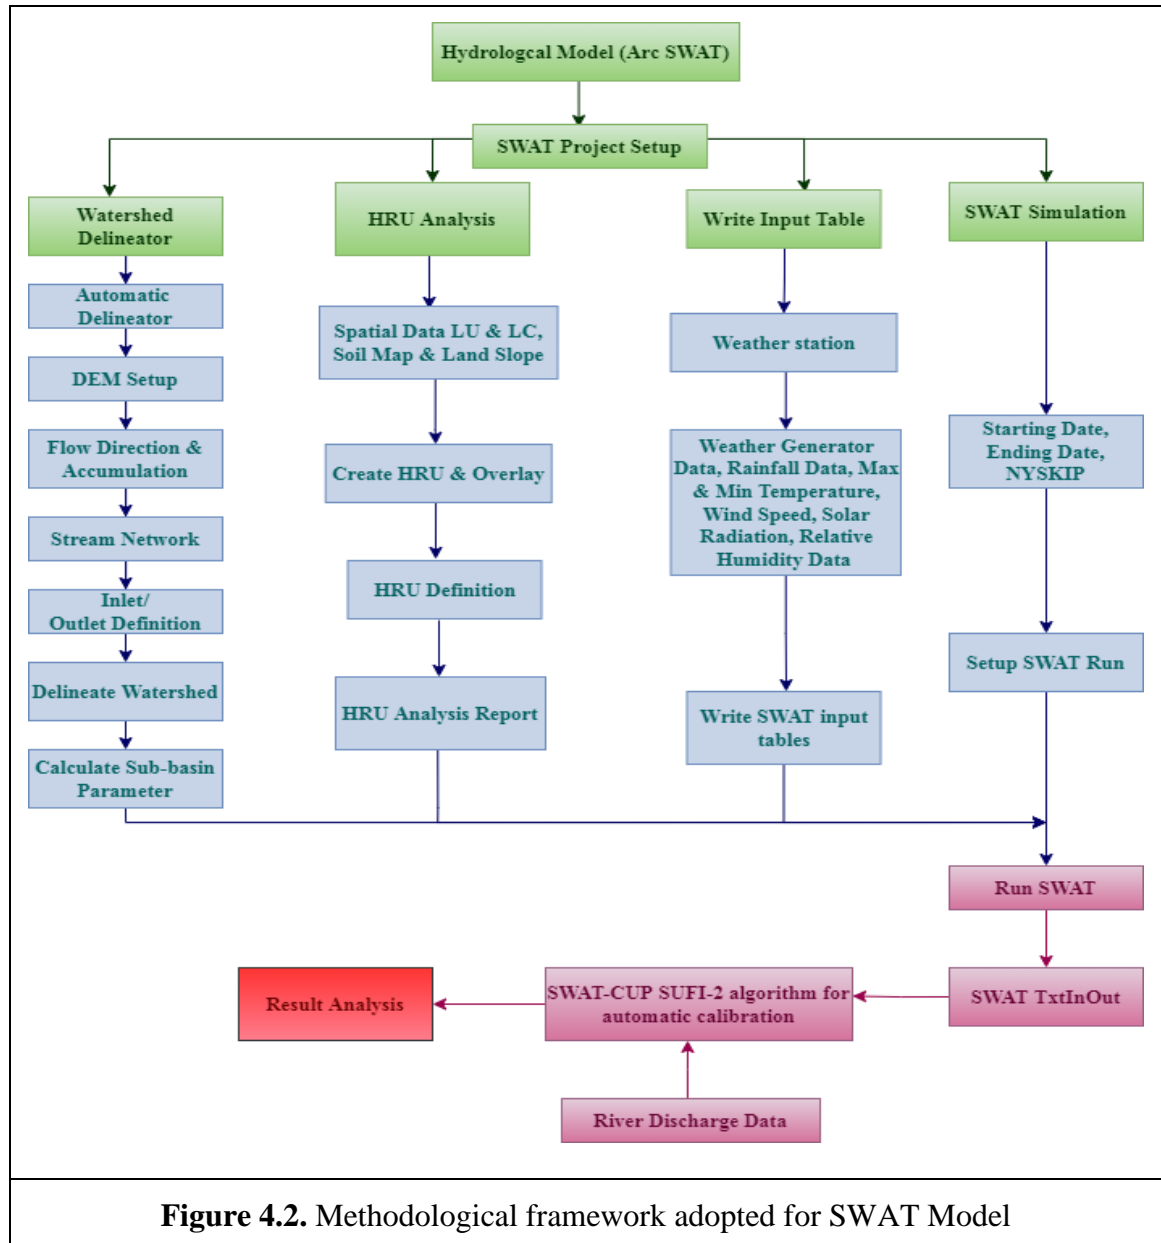 Hydrologcal Model (Arc SWAT)
SWAT Project Setup
Watershed
Delineator
Automatic
Delineator
DEM Setup
Flow Direction &
Accumulation
Stream Network
Inlet/
Outlet Definition
Delineate Watershed
Calculate Sub-basin
Parameter
HRU Analysis
Spatial Data LU & LC,
Soil Map & Land Slope
Create HRU & Overlay
HRU Definition
HRU Analysis Report
Write Input Table
Weather station
Weather Generator
Data, Rainfall Data, Max
& Min Temperature,
Wind Speed, Solar
Radiation, Relative
Humidity Data
Write SWAT input
tables
SWAT Simulation
Starting Date,
Ending Date,
NYSKIP
Setup SWAT Run
Run SWAT
SWAT TxtInOut
SWAT-CUP SUFI-2 algorithm for
automatic calibration
Result Analysis
River Discharge Data
Figure 4.2. Methodological framework adopted for SWAT Model